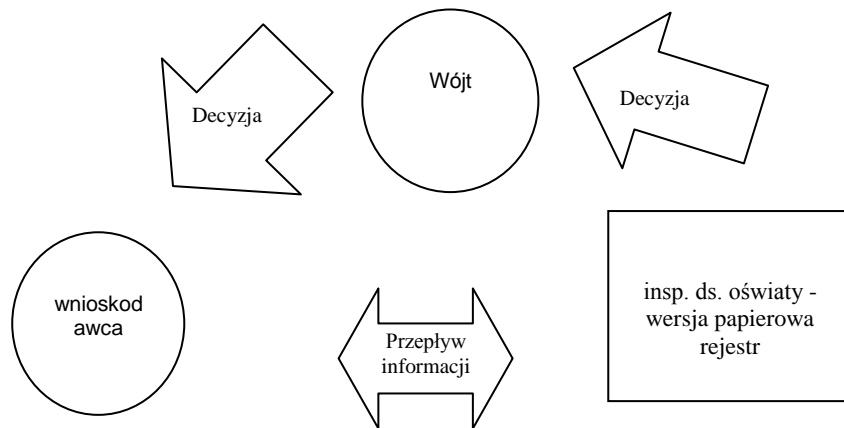 Wójt
Decyzja
Decyzja
wnioskod
awca
Przepływ
informacji
insp. ds. oświaty -
wersja papierowa
rejestr